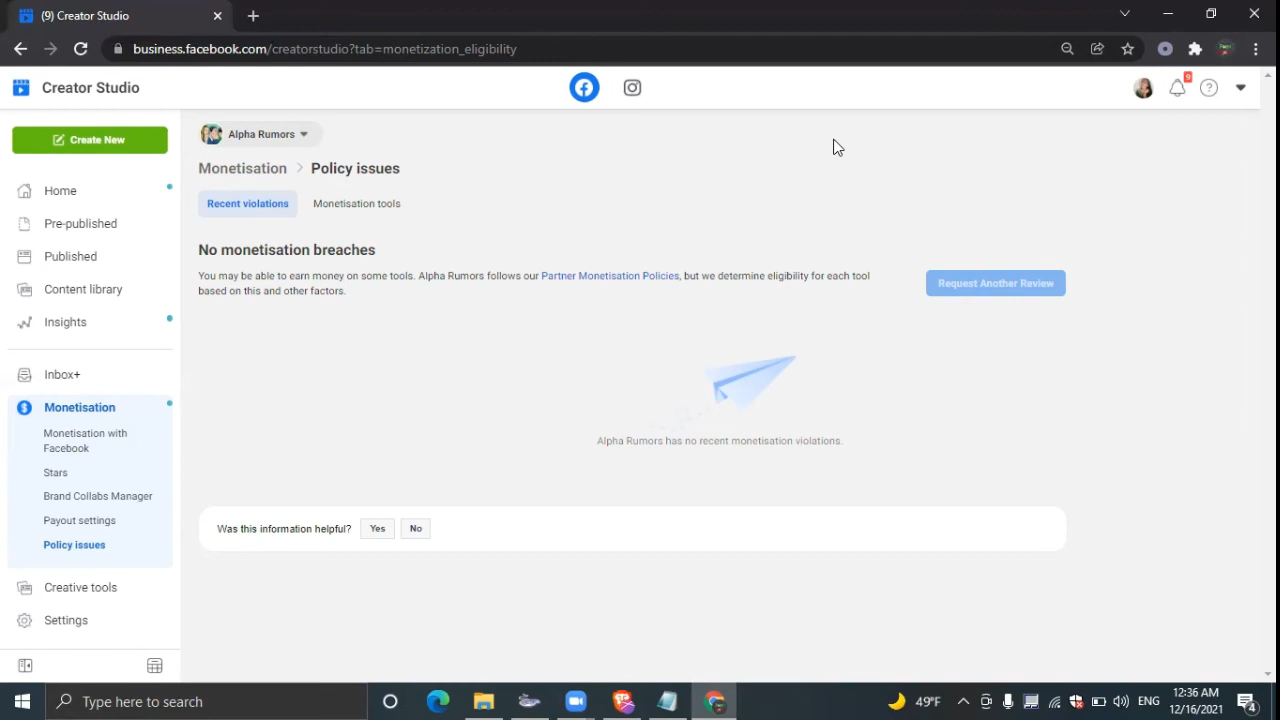 (9) Creator Studio
business.facebook.com/creatorstudio?tab=monetization_eligibility
Creator Studio
9
Create New
Home
Pre-published
Published
Content library
Insights
Inbox+
Monetisation
Monetisation with
Facebook
Stars
Brand Collabs Manager
Payout settings
Policy issues
Creative tools
Settings
Alpha Rumors
Monetisation > Policy issues
Recent violations Monetisation tools
No monetisation breaches
You may be able to earn money on some tools. Alpha Rumors follows our Partner Monetisation Policies, but we determine eligibility for each tool
based on this and other factors.
Request Another Review
Alpha Rumors has no recent monetisation violations.
Was this information helpful? Yes No
Type here to search
49°F
ENG
12:36 AM
12/16/2021
4